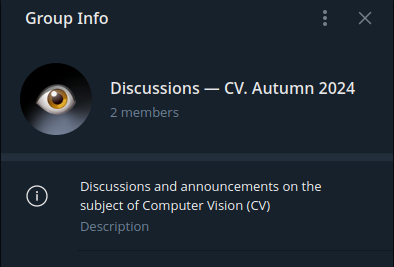 Group Info
Discussions — CV. Autumn 2024
2 members
Discussions and announcements on the
subject of Computer Vision (CV)
Description